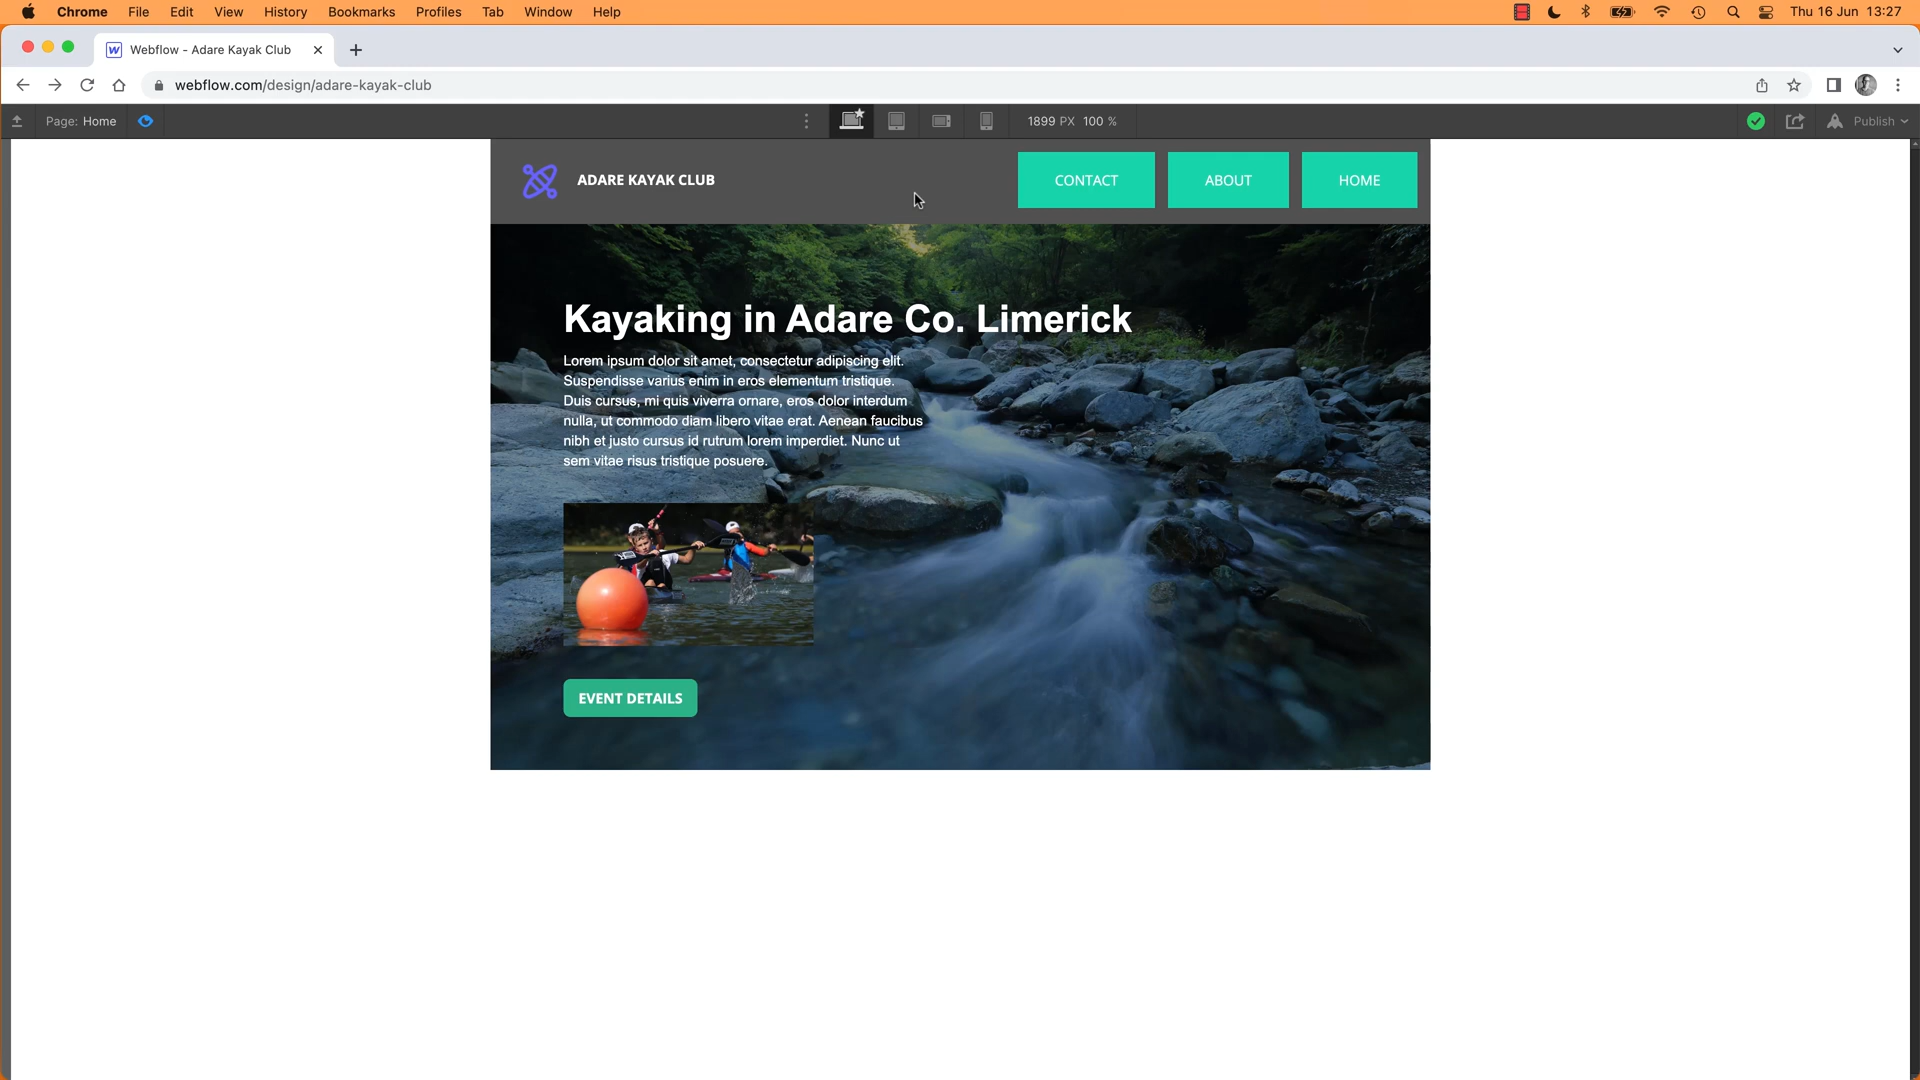 Chrome File Edit View History Bookmarks Profiles Tab Window Help Thu 16 Jun 13:27
W Webflow - Adare Kayak Club
webflow.com/design/adare-kayak-club
Page: Home 1899 PX 100 % Publish
ADARE KAYAK CLUB CONTACT ABOUT HOME
Kayaking in Adare Co. Limerick
Lorem ipsum dolor sit amet, consectetur adipiscing elit.
Suspendisse varius enim in eros elementum tristique.
Duis cursus, mi quis viverra ornare, eros dolor interdum
nulla, ut commodo diam libero vitae erat. Aenean faucibus
nibh et justo cursus id rutrum lorem imperdiet. Nunc ut
sem vitae risus tristique posuere.
EVENT DETAILS